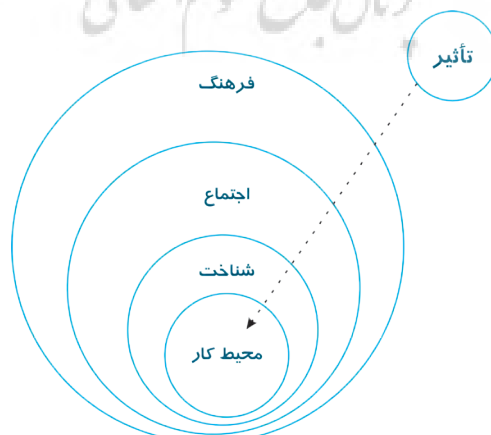 تأثیر
فرهنگ
اجتماع
شناخت
محیط کار